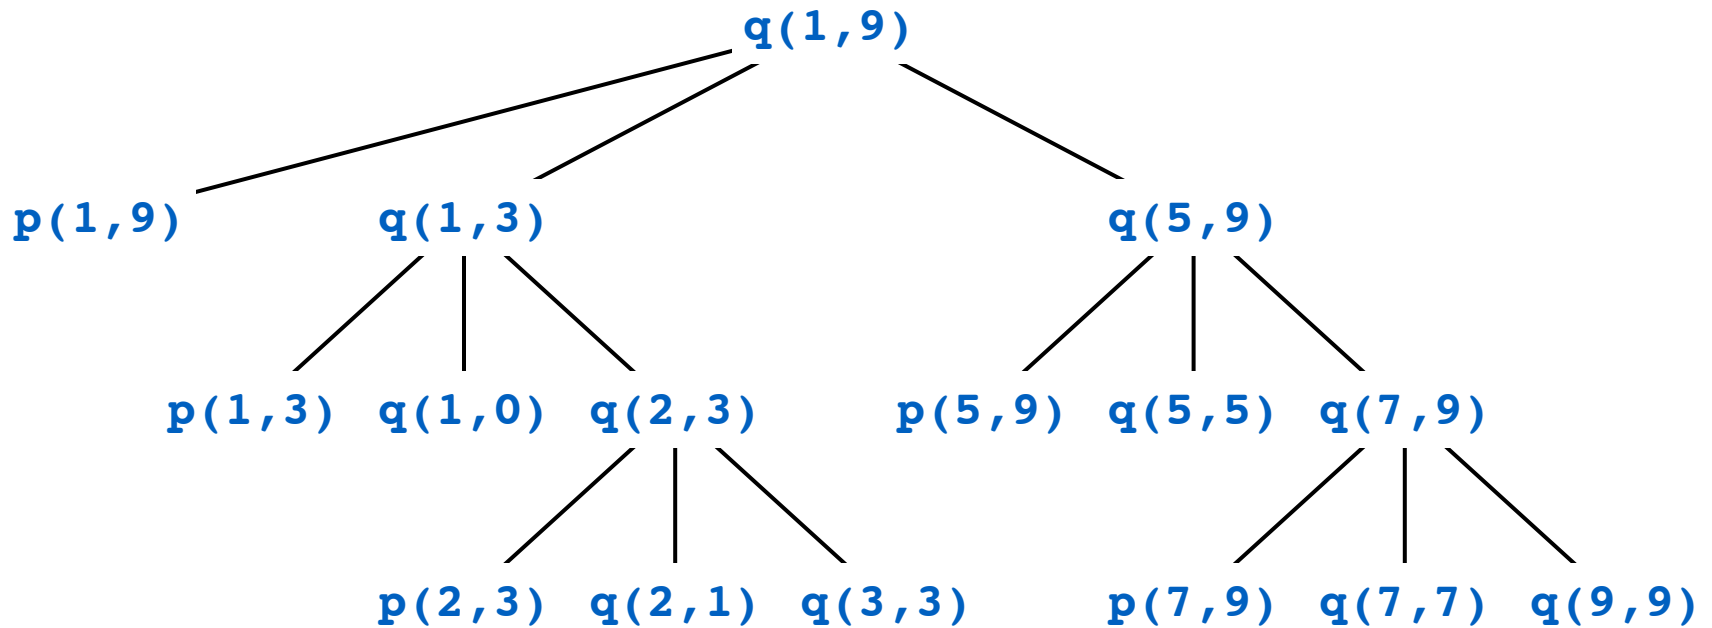 q(1,9)
p(1,9) q(1,3) q(5,9)
p(1,3) q(1,0) q(2,3) p(5,9) q(5,5) q(7,9)
p(2,3) q(2,1) q(3,3) p(7,9) q(7,7) q(9,9)